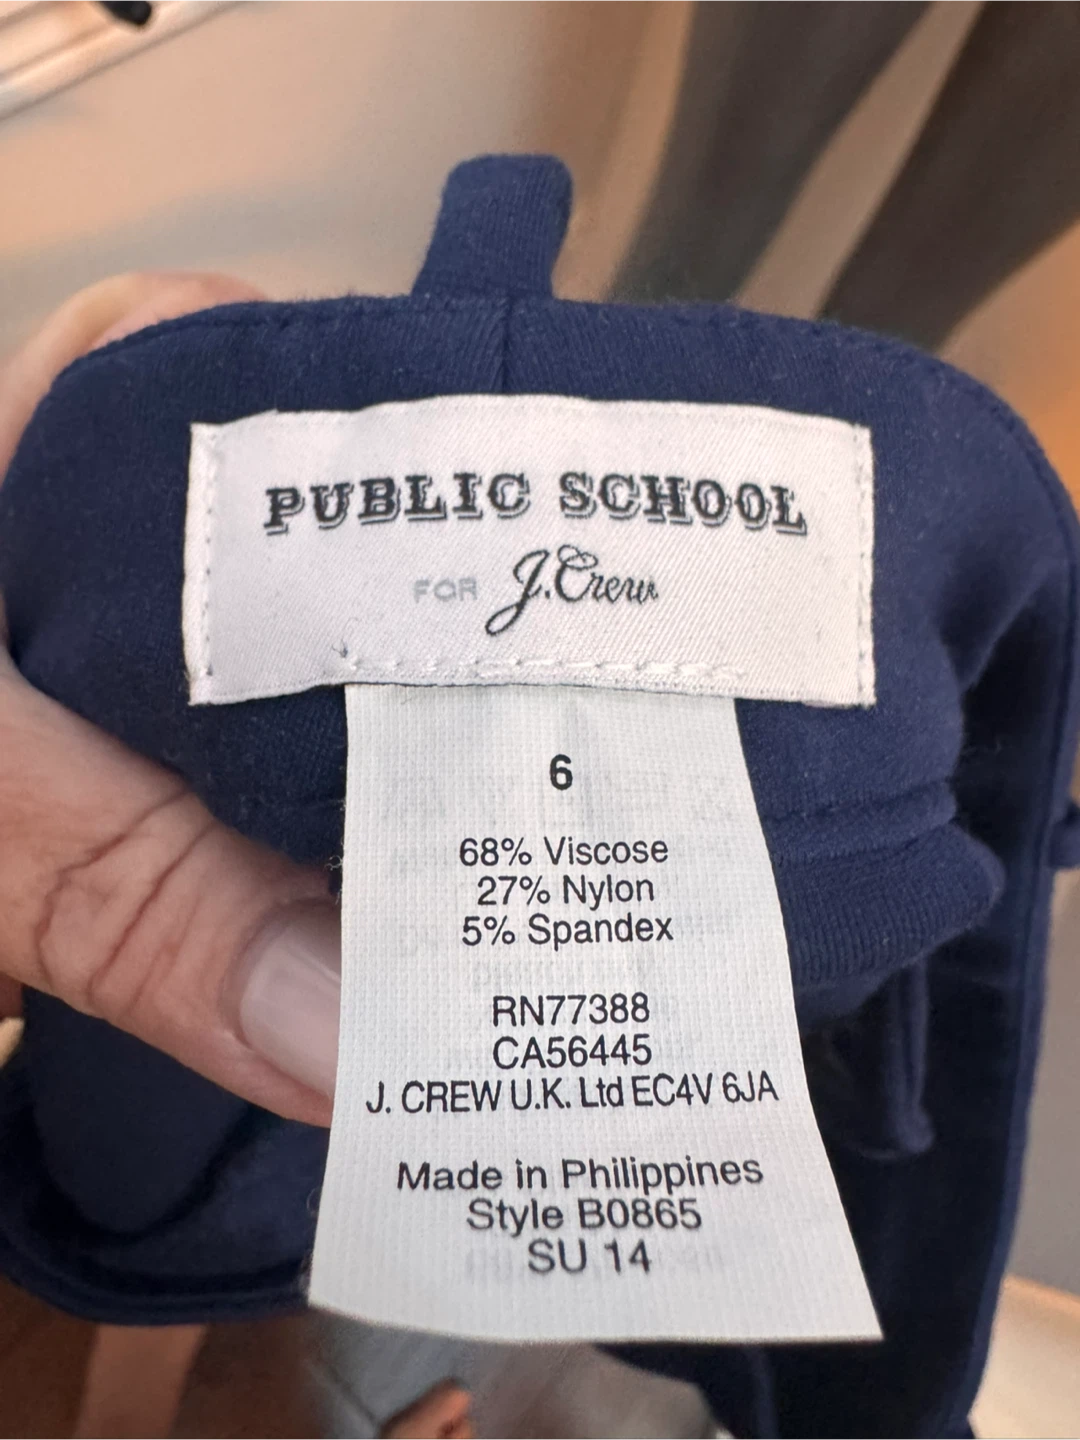 PUBLIC SCHOOL
FOR J.Crew
6
68% Viscose
27% Nylon
5% Spandex
RN77388
CA56445
J. CREW U.K. Ltd EC4V 6JA
Made in Philippines
Style B0865
SU 14